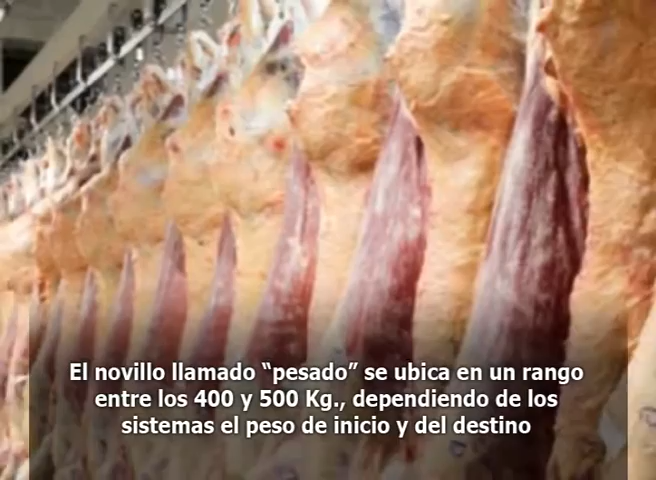 El novillo llamado “pesado” se ubica en un rango
entre los 400 y 500 Kg., dependiendo de los
sistemas el peso de inicio y del destino